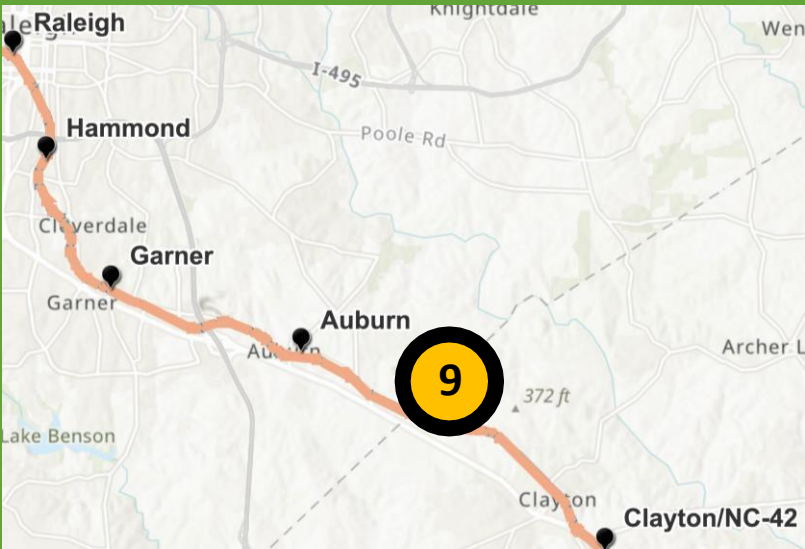 Knightdale
Raleigh
Wen
I-495
Hammond
Poole Rd
Cloverdale
Garner
Garner
Auburn
Auburn
Archer L
9
372 ft
Lake Benson
Clayton
Clayton/NC-42